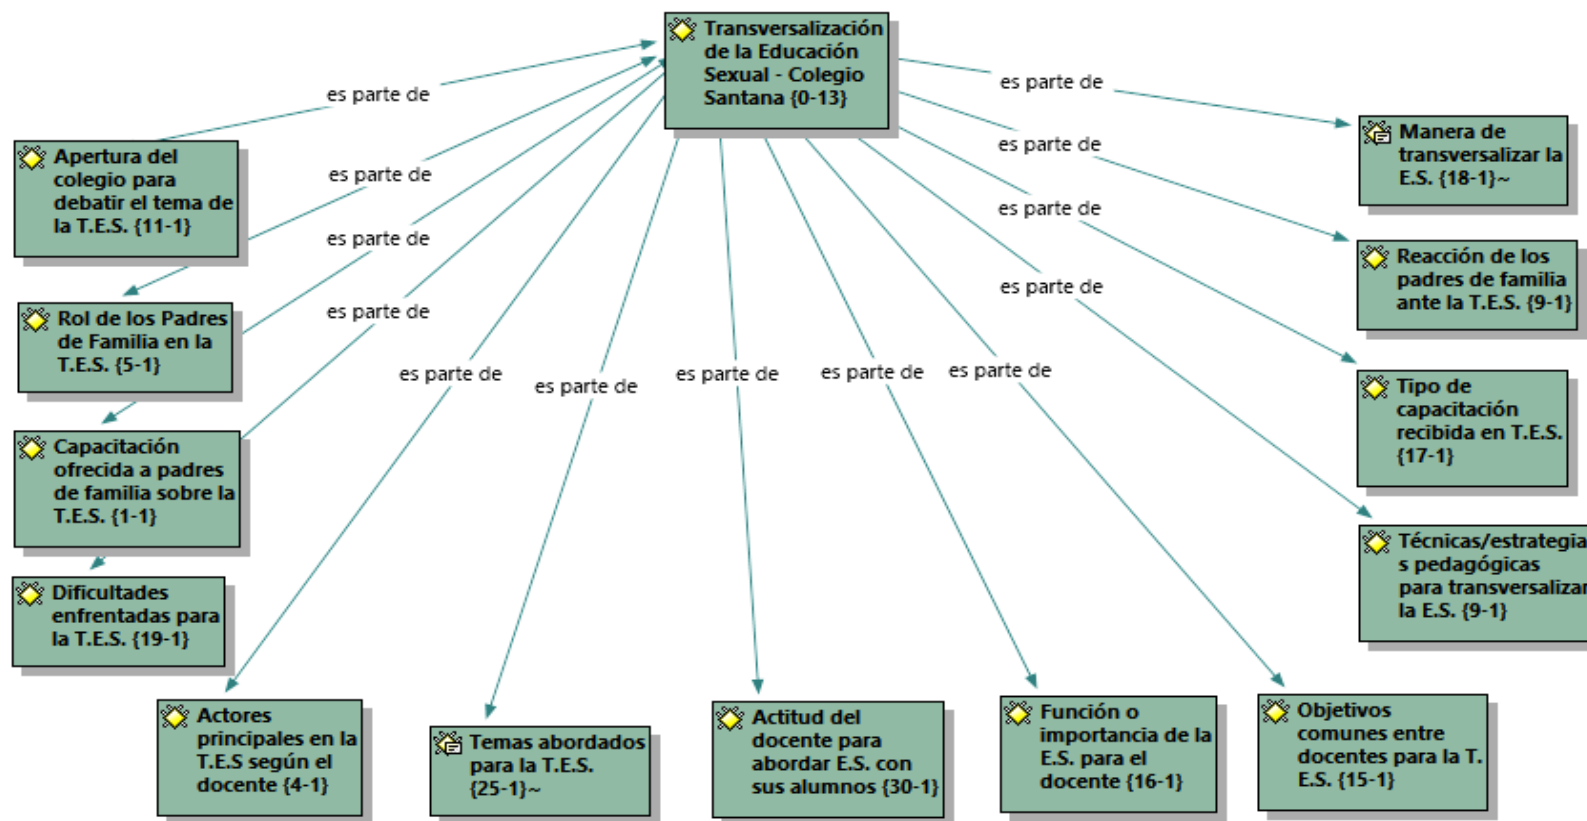 Transversalización
de la Educación
Sexual - Colegio
Santana {0-13}
es parte de
es parte de
es parte de
es parte de
es parte de
es parte de
es parte de
es parte de
es parte de
es parte de
es parte de
es parte de
es parte de
Apertura del
colegio para
debatir el tema de
la T.E.S. {11-1}
Rol de los Padres
de Familia en la
T.E.S. {5-1}
Capacitación
ofrecida a padres
de familia sobre la
T.E.S. {1-1}
Dificultades
enfrentadas para
la T.E.S. {19-1}
Actores
principales en la
T.E.S según el
docente {4-1}
Temas abordados
para la T.E.S.
{25-1}~
Actitud del
docente para
abordar E.S. con
sus alumnos {30-1}
Función o
importancia de la
E.S. para el
docente {16-1}
Objetivos
comunes entre
docentes para la T.
E.S. {15-1}
Manera de
transversalizar la
E.S. {18-1}~
Reacción de los
padres de familia
ante la T.E.S. {9-1}
Tipo de
capacitación
recibida en T.E.S.
{17-1}
Técnicas/estrategia
s pedagógicas
para transversalizar
la E.S. {9-1}